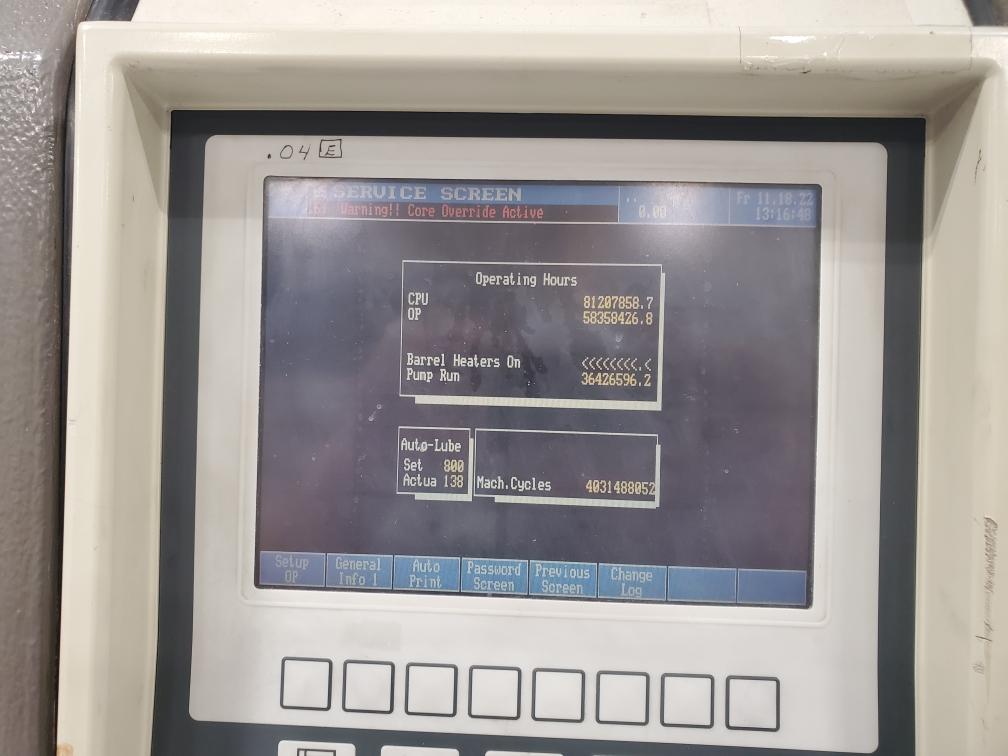 .04 E
SERVICE SCREEN
Warning!! Core Override Active
0.00
Fr 11.18.22
13:16:48
Operating Hours
CPU 81207858.7
OP 58358426.8
Barrel Heaters On <<<<<<<<.<
Pump Run 36426596.2
Auto-Lube
Set 800
Actua 138
Mach.Cycles 4031488052
Setup OP
General Info 1
Auto Print
Password Screen
Previous Screen
Change Log